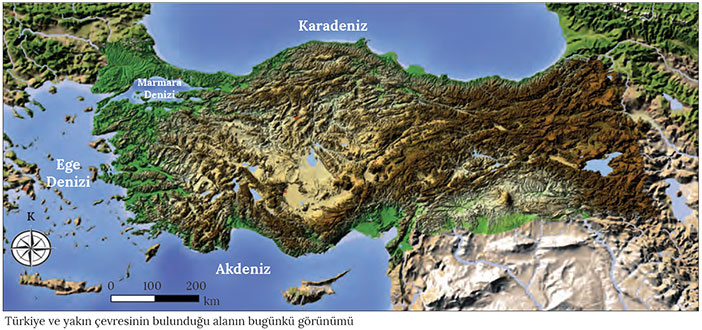 Karadeniz
Marmara
Denizi
Ege
Denizi
K
Akdeniz
0 100 200
km
Türkiye ve yakın çevresinin bulunduğu alanın bugünkü görünümü